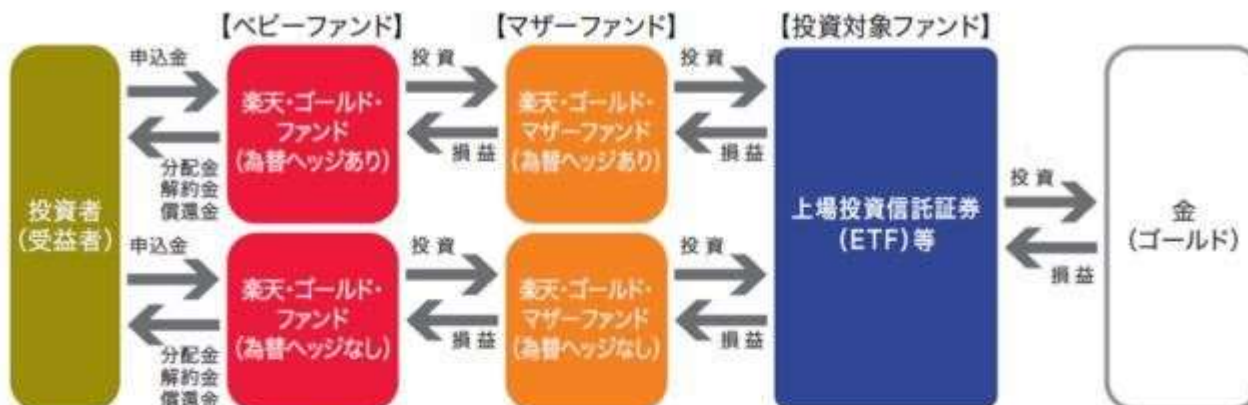 【ベビーファンド】
【マザーファンド】
【投資対象ファンド】
投資者
(受益者)
申込金
分配金
解約金
償還金
楽天・ゴールド・
ファンド
(為替ヘッジあり)
投資
損益
楽天・ゴールド・
マザーファンド
(為替ヘッジあり)
投資
損益
申込金
分配金
解約金
償還金
楽天・ゴールド・
ファンド
(為替ヘッジなし)
投資
損益
楽天・ゴールド・
マザーファンド
(為替ヘッジなし)
投資
損益
上場投資信託証券
(ETF)等
投資
損益
金
(ゴールド)